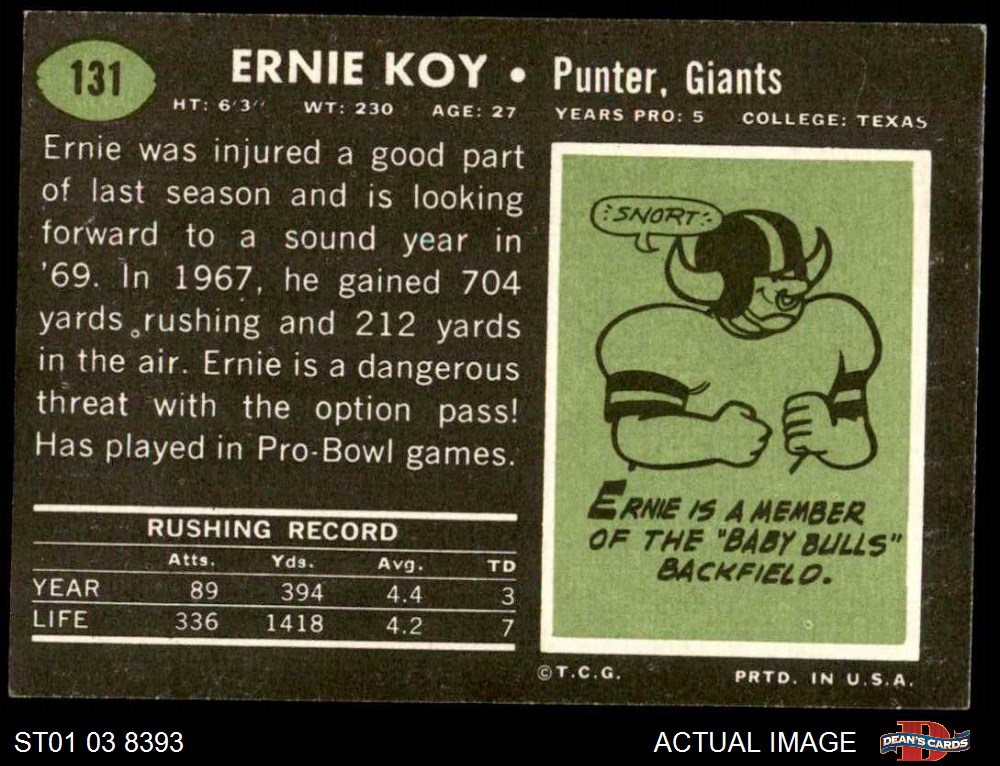 131
ERNIE KOY • Punter, Giants
HT: 6'3" WT: 230 AGE: 27 YEARS PRO: 5 COLLEGE: TEXAS
Ernie was injured a good part
of last season and is looking
forward to a sound year in
'69. In 1967, he gained 704
yards rushing and 212 yards
in the air. Ernie is a dangerous
threat with the option pass!
Has played in Pro-Bowl games.
RUSHING RECORD
Atts. Yds. Avg. TD
YEAR 89 394 4.4 3
LIFE 336 1418 4.2 7
SNORT
ERNIE IS A MEMBER
OF THE "BABY BULLS"
BACKFIELD.
©T.C.G. PRTD. IN U.S.A.
ST01 03 8393 ACTUAL IMAGE
DEAN'S CARDS